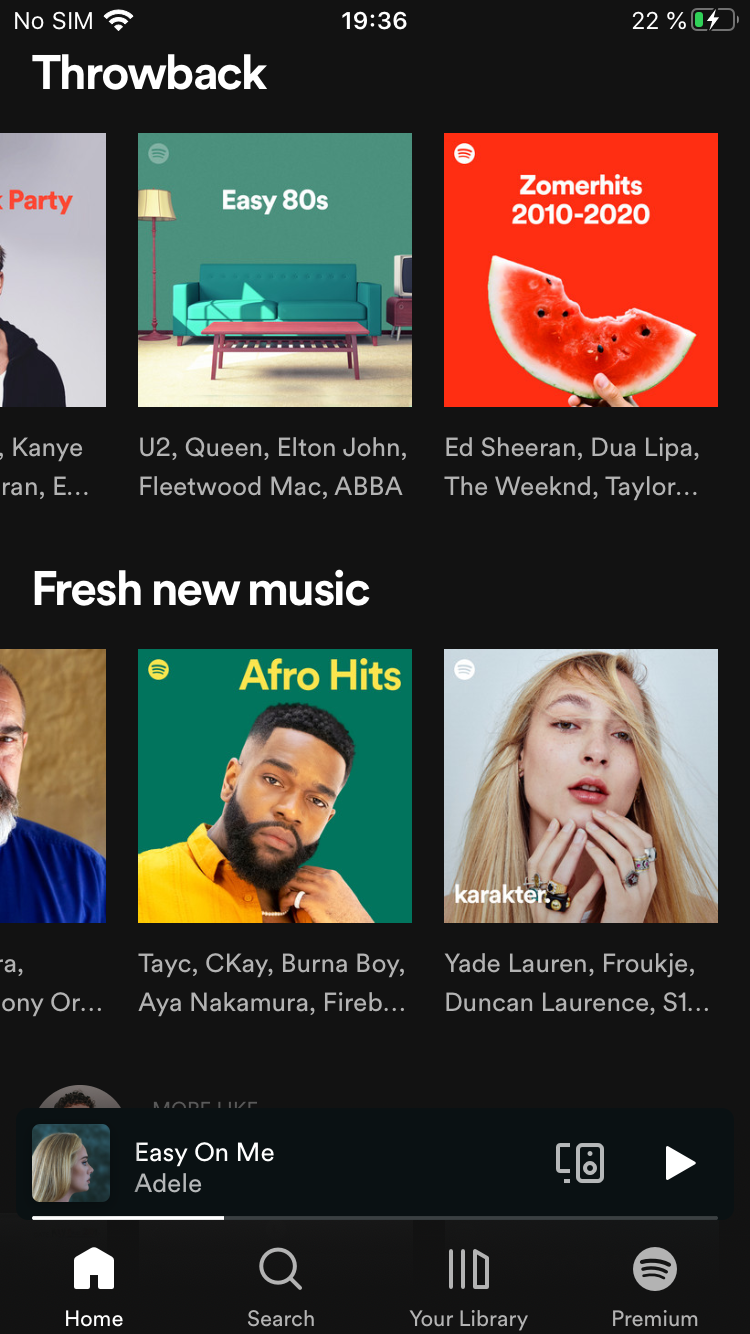 No SIM 19:36 22 %
Throwback
Party
Easy 80s
Zomerhits
2010-2020
, Kanye
ran, E...
U2, Queen, Elton John,
Fleetwood Mac, ABBA
Ed Sheeran, Dua Lipa,
The Weeknd, Taylor...
Fresh new music
Afro Hits
karakter.
ra,
ony Or...
Tayc, CKay, Burna Boy,
Aya Nakamura, Fireb...
Yade Lauren, Froukje,
Duncan Laurence, S1...
MORE LIKE
Easy On Me
Adele
Home Search Your Library Premium